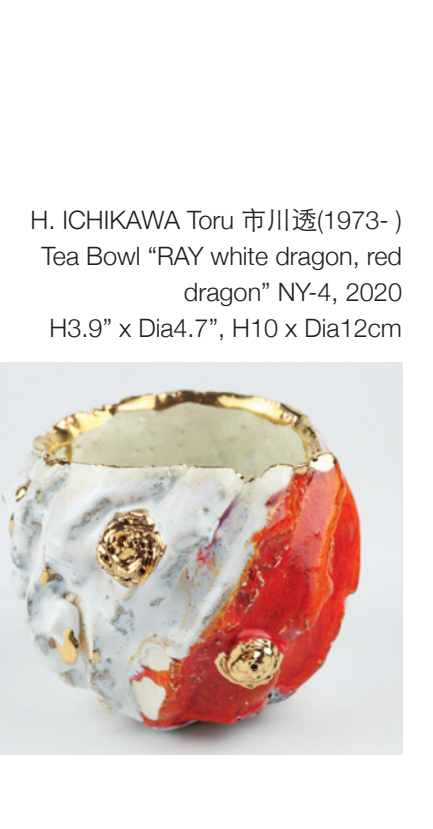 H. ICHIKAWA Toru 市川透(1973- )
Tea Bowl “RAY white dragon, red
dragon” NY-4, 2020
H3.9” x Dia4.7”, H10 x Dia12cm